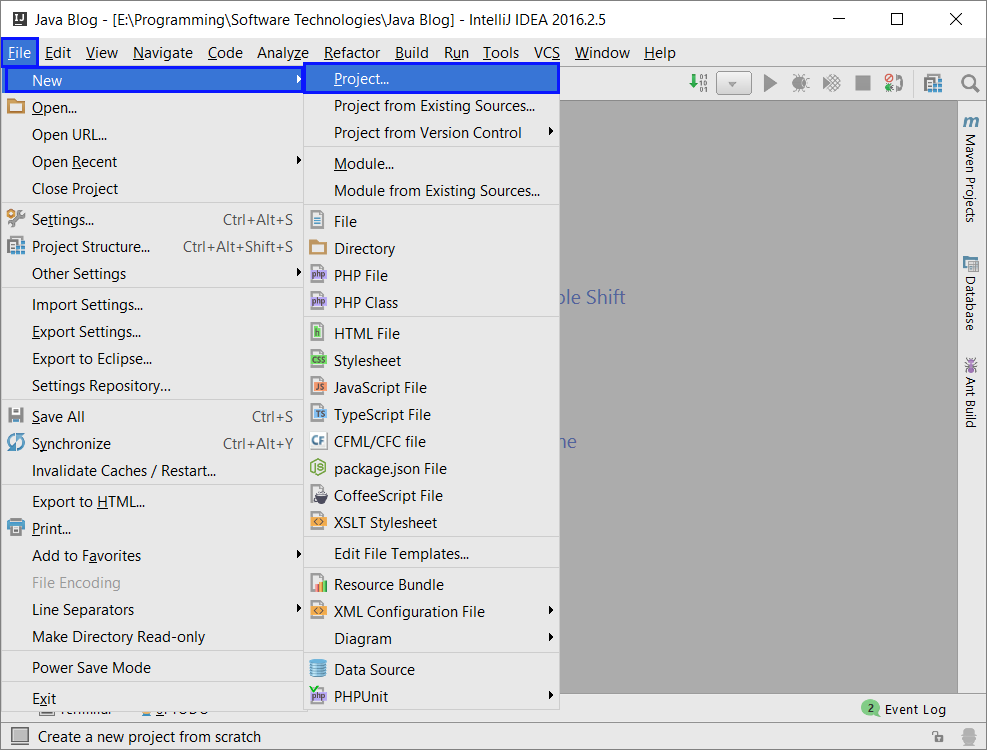 Java Blog - [E:\Programming\Software Technologies\Java Blog] - IntelliJ IDEA 2016.2.5
File Edit View Navigate Code Analyze Refactor Build Run Tools VCS Window Help
New
Open...
Open URL...
Open Recent
Close Project
Settings... Ctrl+Alt+S
Project Structure... Ctrl+Alt+Shift+S
Other Settings
Import Settings...
Export Settings...
Export to Eclipse...
Settings Repository...
Save All Ctrl+S
Synchronize Ctrl+Alt+Y
Invalidate Caches / Restart...
Export to HTML...
Print...
Add to Favorites
File Encoding
Line Separators
Make Directory Read-only
Power Save Mode
Exit
Project...
Project from Existing Sources...
Project from Version Control
Module...
Module from Existing Sources...
File
Directory
PHP File
PHP Class
HTML File
Stylesheet
JavaScript File
TypeScript File
CFML/CFC file
package.json File
CoffeeScript File
XSLT Stylesheet
Edit File Templates...
Resource Bundle
XML Configuration File
Diagram
Data Source
PHPUnit
ble Shift
ne
Maven Projects
Database
Ant Build
2 Event Log
Create a new project from scratch